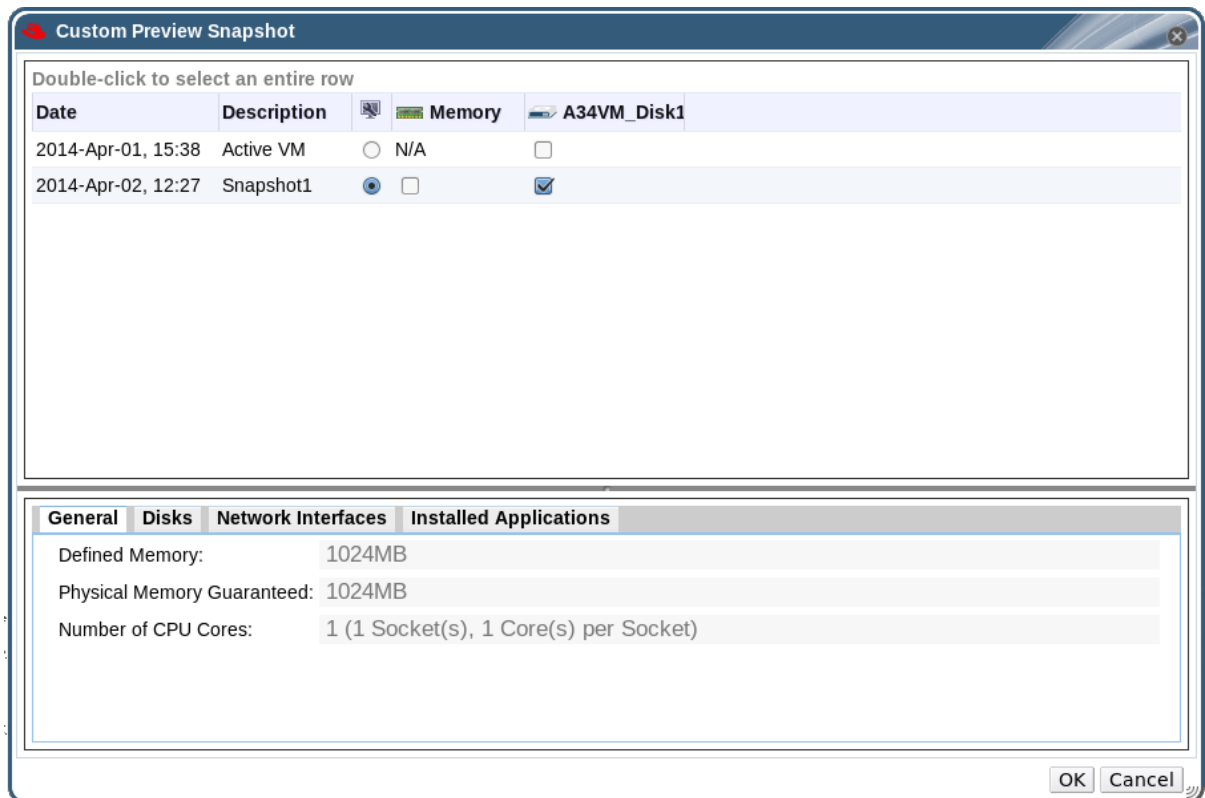 Custom Preview Snapshot
Double-click to select an entire row
Date Description Memory A34VM_Disk1
2014-Apr-01, 15:38 Active VM N/A
2014-Apr-02, 12:27 Snapshot1
General Disks Network Interfaces Installed Applications
Defined Memory: 1024MB
Physical Memory Guaranteed: 1024MB
Number of CPU Cores: 1 (1 Socket(s), 1 Core(s) per Socket)
OK Cancel